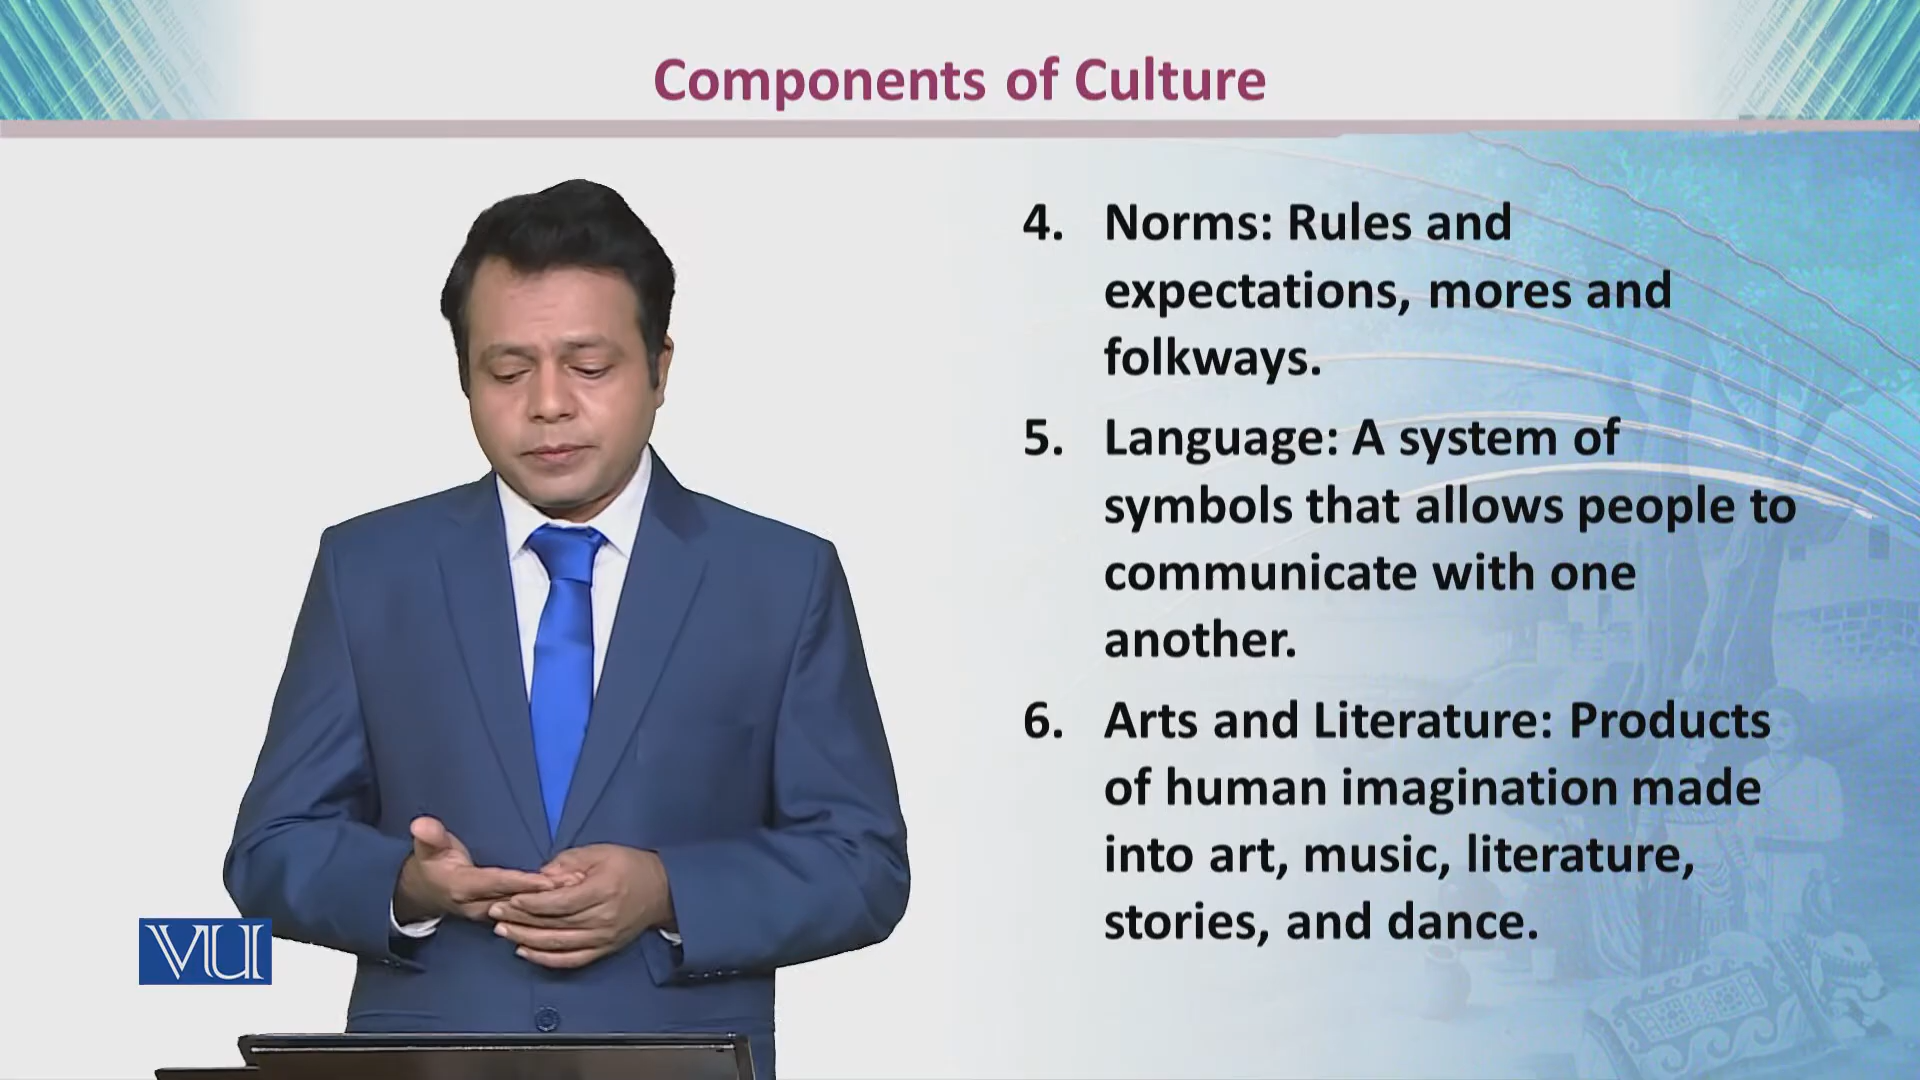 Components of Culture
4. Norms: Rules and
expectations, mores and
folkways.
5. Language: A system of
symbols that allows people to
communicate with one
another.
6. Arts and Literature: Products
of human imagination made
into art, music, literature,
stories, and dance.
VU